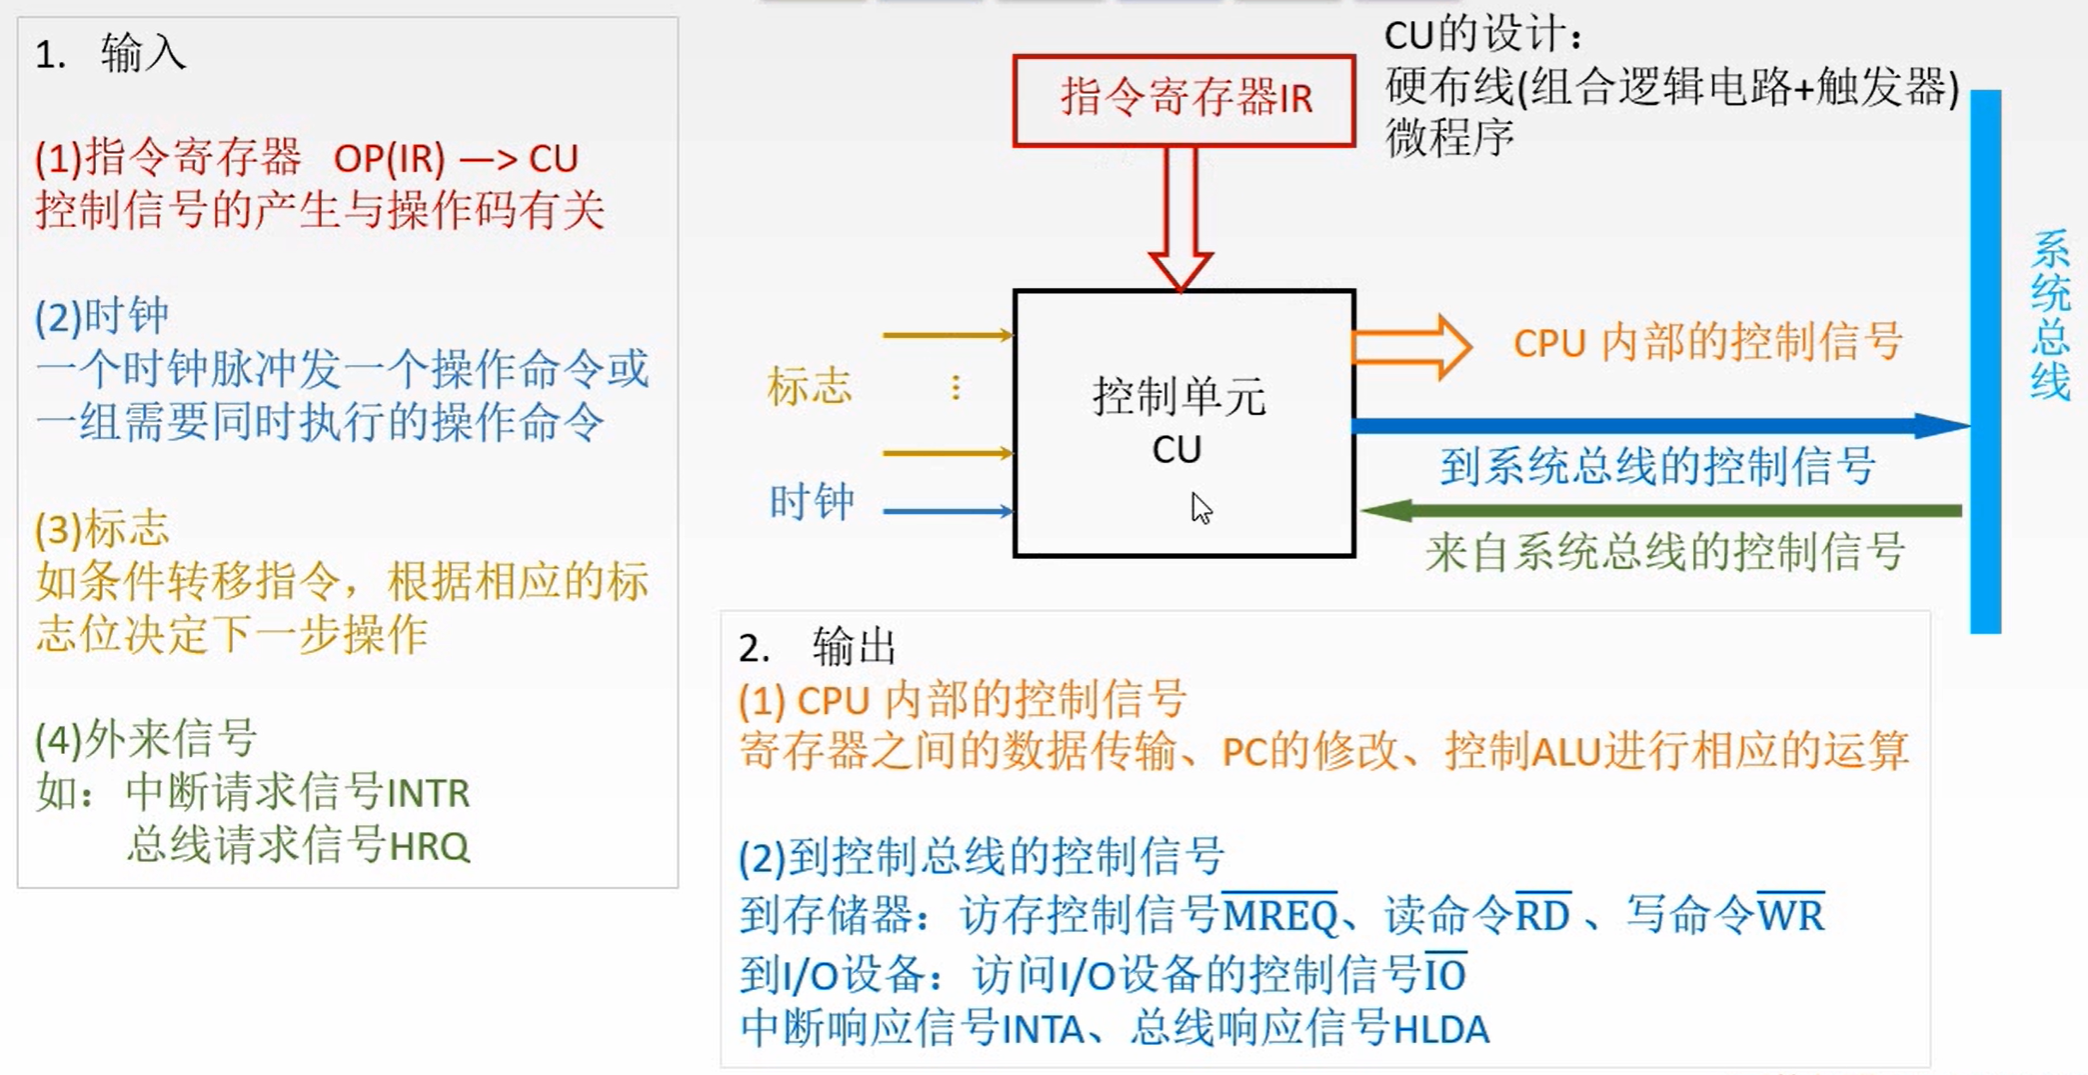 1. 输入
(1)指令寄存器 OP(IR) —> CU
控制信号的产生与操作码有关
(2)时钟
一个时钟脉冲发一个操作命令或
一组需要同时执行的操作命令
(3)标志
如条件转移指令，根据相应的标
志位决定下一步操作
(4)外来信号
如：中断请求信号INTR
总线请求信号HRQ
指令寄存器IR
CU的设计：
硬布线(组合逻辑电路+触发器)
微程序
标志
⋮
时钟
控制单元
CU
CPU 内部的控制信号
到系统总线的控制信号
来自系统总线的控制信号
系统总线
2. 输出
(1) CPU 内部的控制信号
寄存器之间的数据传输、PC的修改、控制ALU进行相应的运算
(2)到控制总线的控制信号
到存储器：访存控制信号M̅R̅E̅Q̅、读命令R̅D̅ 、写命令W̅R̅
到I/O设备：访问I/O设备的控制信号I̅O̅
中断响应信号INTA、总线响应信号HLDA